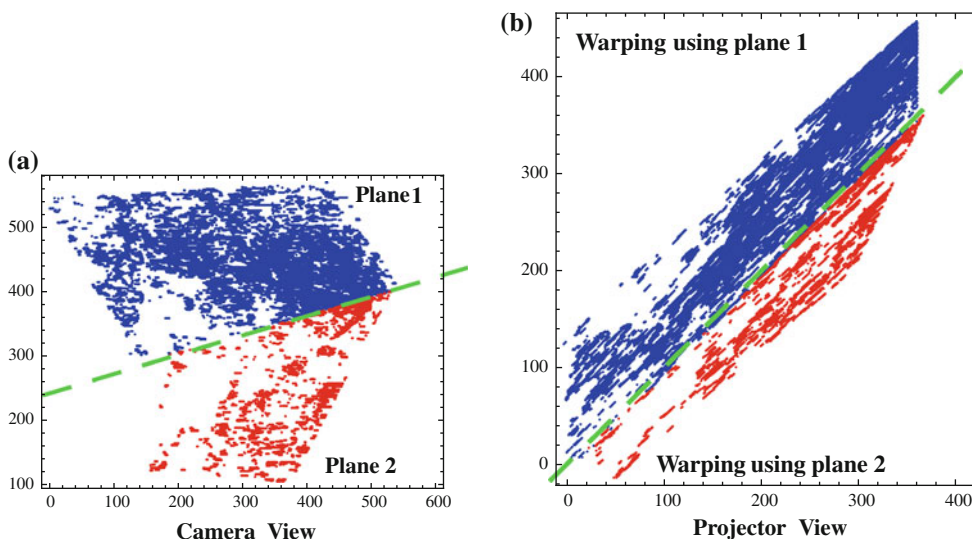 (a)
Plane1
500
400
300
200
100
0 100 200 300 400 500 600
Plane 2
Camera View
(b)
Warping using plane 1
400
300
200
100
0
0 100 200 300 400
Warping using plane 2
Projector View